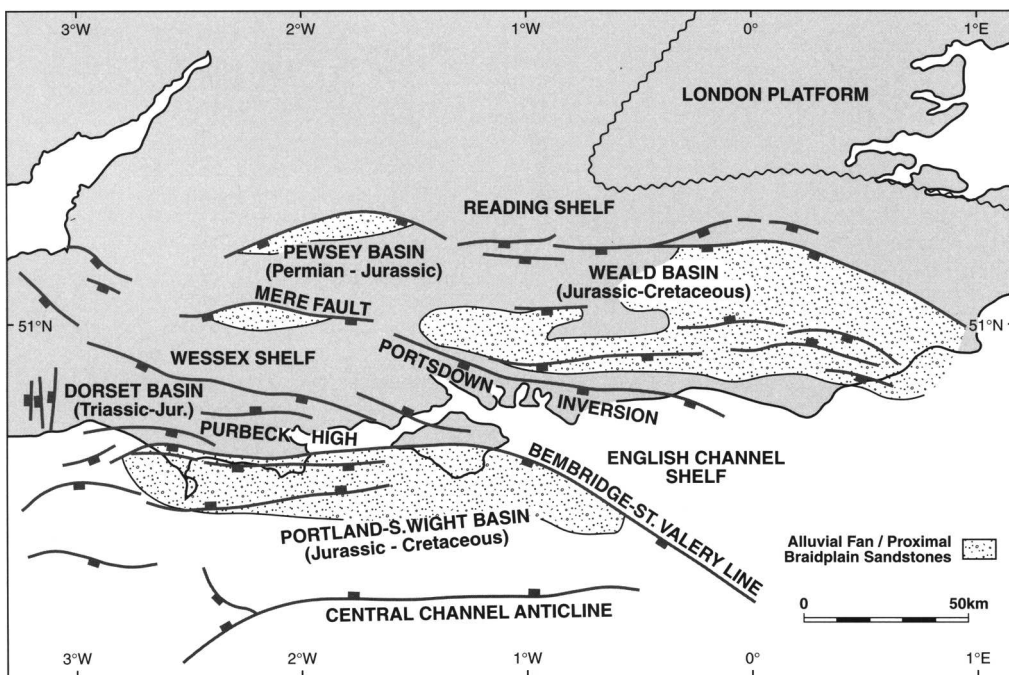 3°W 2°W 1°W 0° 1°E
LONDON PLATFORM
READING SHELF
PEWSEY BASIN
(Permian - Jurassic)
WEALD BASIN
(Jurassic-Cretaceous)
MERE FAULT
51°N 51°N
WESSEX SHELF
PORTSDOWN INVERSION
DORSET BASIN
(Triassic-Jur.)
PURBECK HIGH
ENGLISH CHANNEL
SHELF
BEMBRIDGE-ST.VALERY LINE
PORTLAND-S.WIGHT BASIN
(Jurassic - Cretaceous)
Alluvial Fan / Proximal
Braidplain Sandstones
CENTRAL CHANNEL ANTICLINE
0 50km
3°W 2°W 1°W 0° 1°E